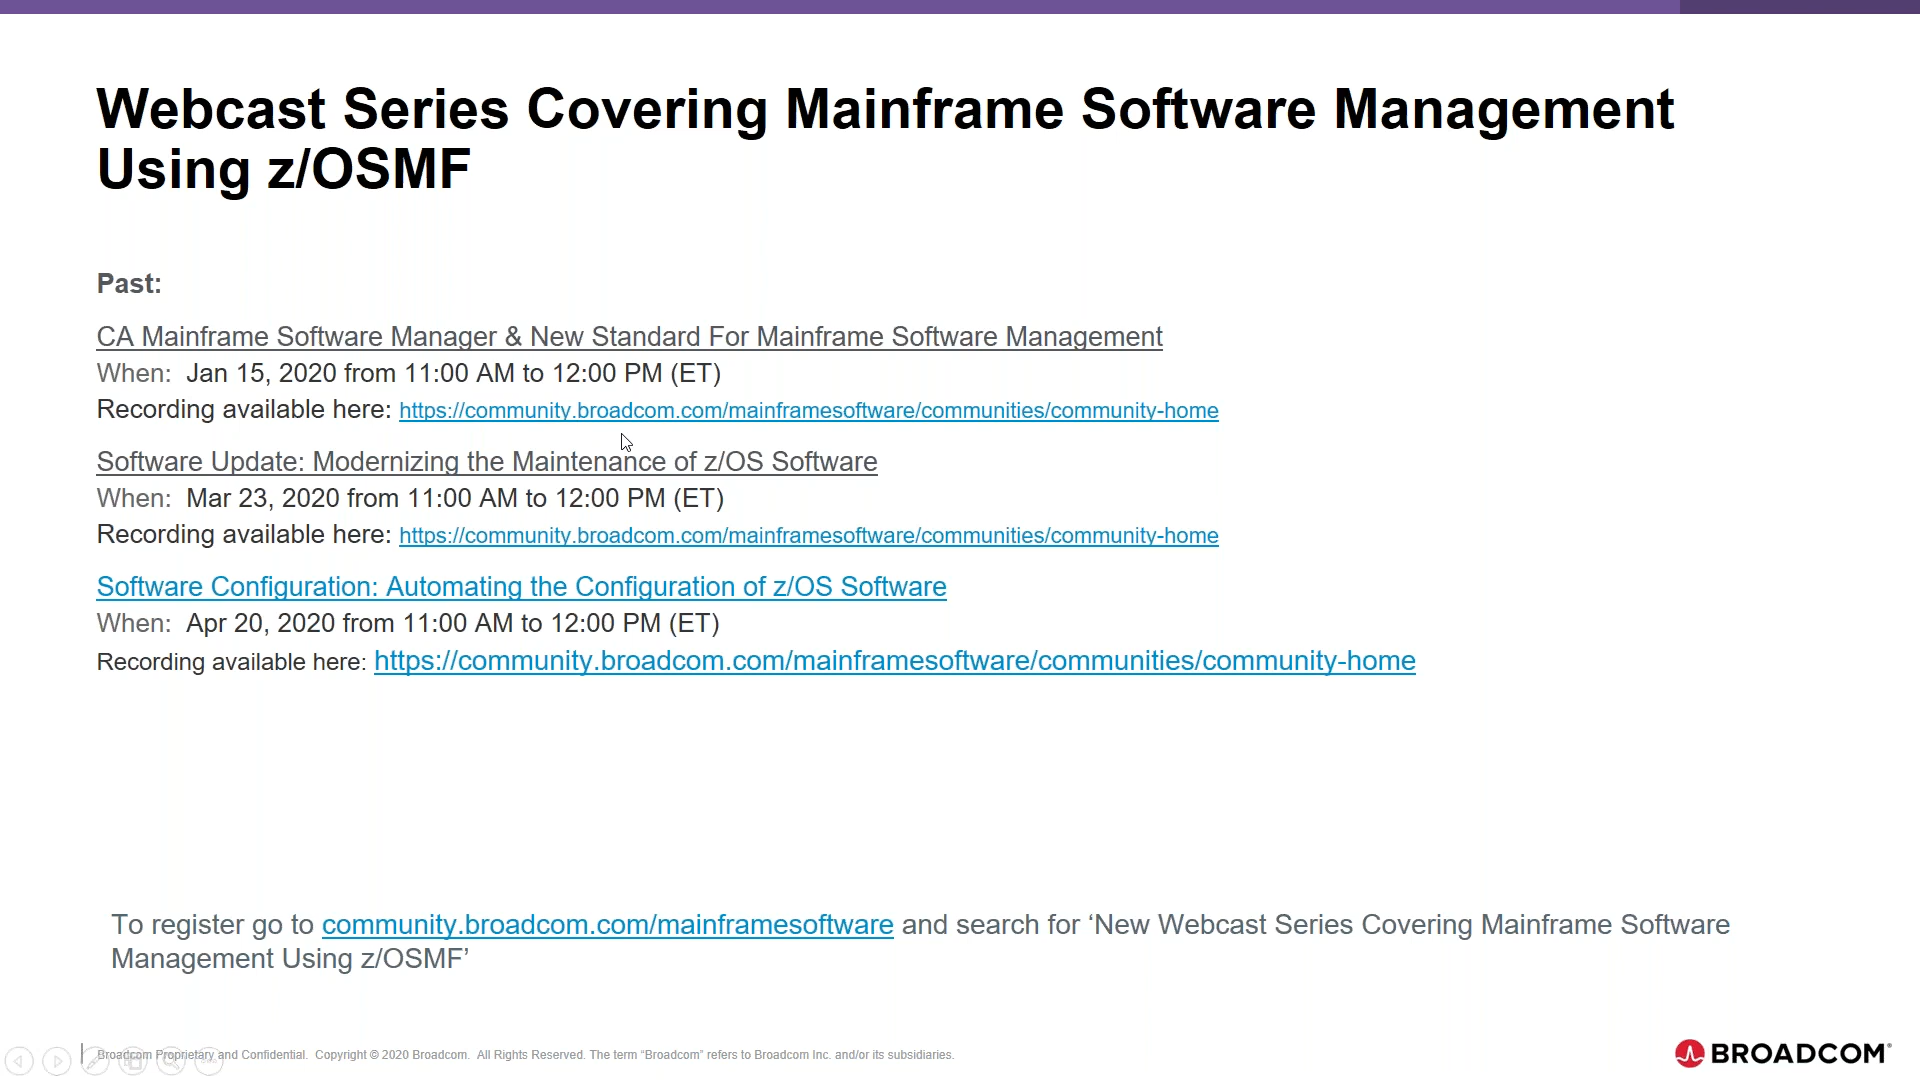 Webcast Series Covering Mainframe Software Management
Using z/OSMF
Past:
CA Mainframe Software Manager & New Standard For Mainframe Software Management
When: Jan 15, 2020 from 11:00 AM to 12:00 PM (ET)
Recording available here: https://community.broadcom.com/mainframesoftware/communities/community-home
Software Update: Modernizing the Maintenance of z/OS Software
When: Mar 23, 2020 from 11:00 AM to 12:00 PM (ET)
Recording available here: https://community.broadcom.com/mainframesoftware/communities/community-home
Software Configuration: Automating the Configuration of z/OS Software
When: Apr 20, 2020 from 11:00 AM to 12:00 PM (ET)
Recording available here: https://community.broadcom.com/mainframesoftware/communities/community-home
To register go to community.broadcom.com/mainframesoftware and search for ‘New Webcast Series Covering Mainframe Software
Management Using z/OSMF’
Broadcom Proprietary and Confidential. Copyright © 2020 Broadcom. All Rights Reserved. The term “Broadcom” refers to Broadcom Inc. and/or its subsidiaries.
BROADCOM®